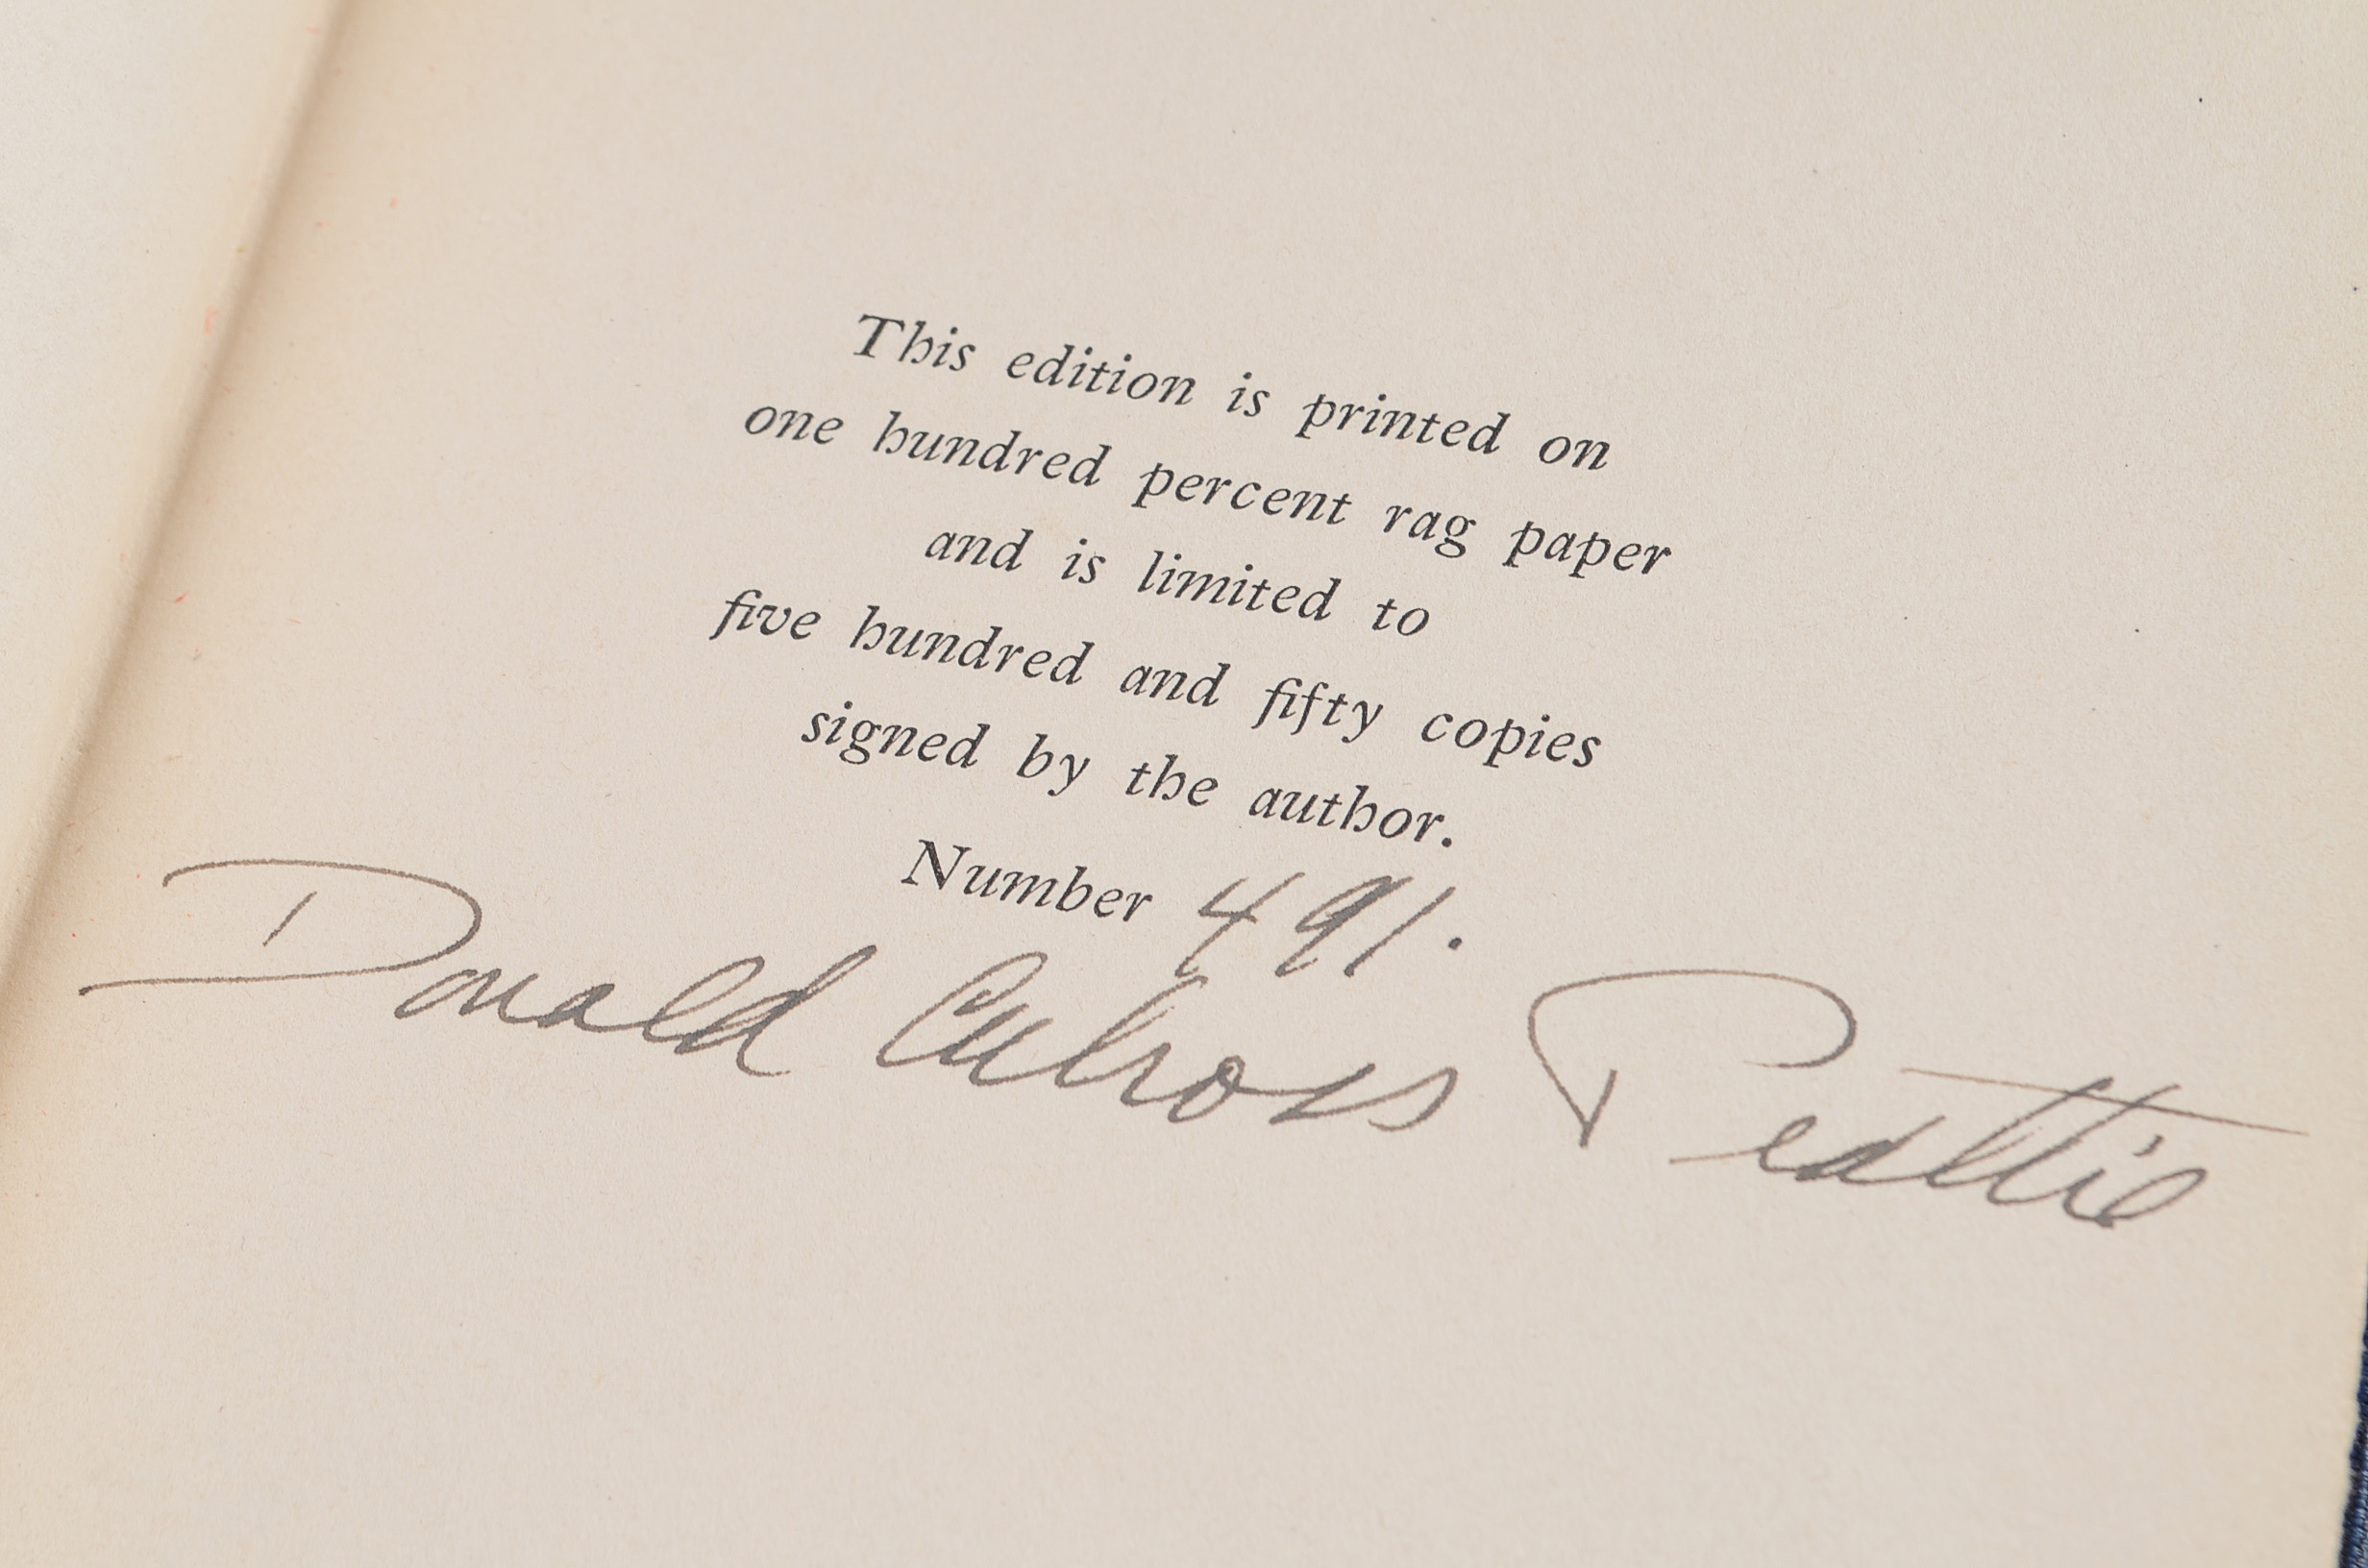 This edition is printed on
one hundred percent rag paper
and is limited to
five hundred and fifty copies
signed by the author.
Number 491.
Donald Culross Peattie